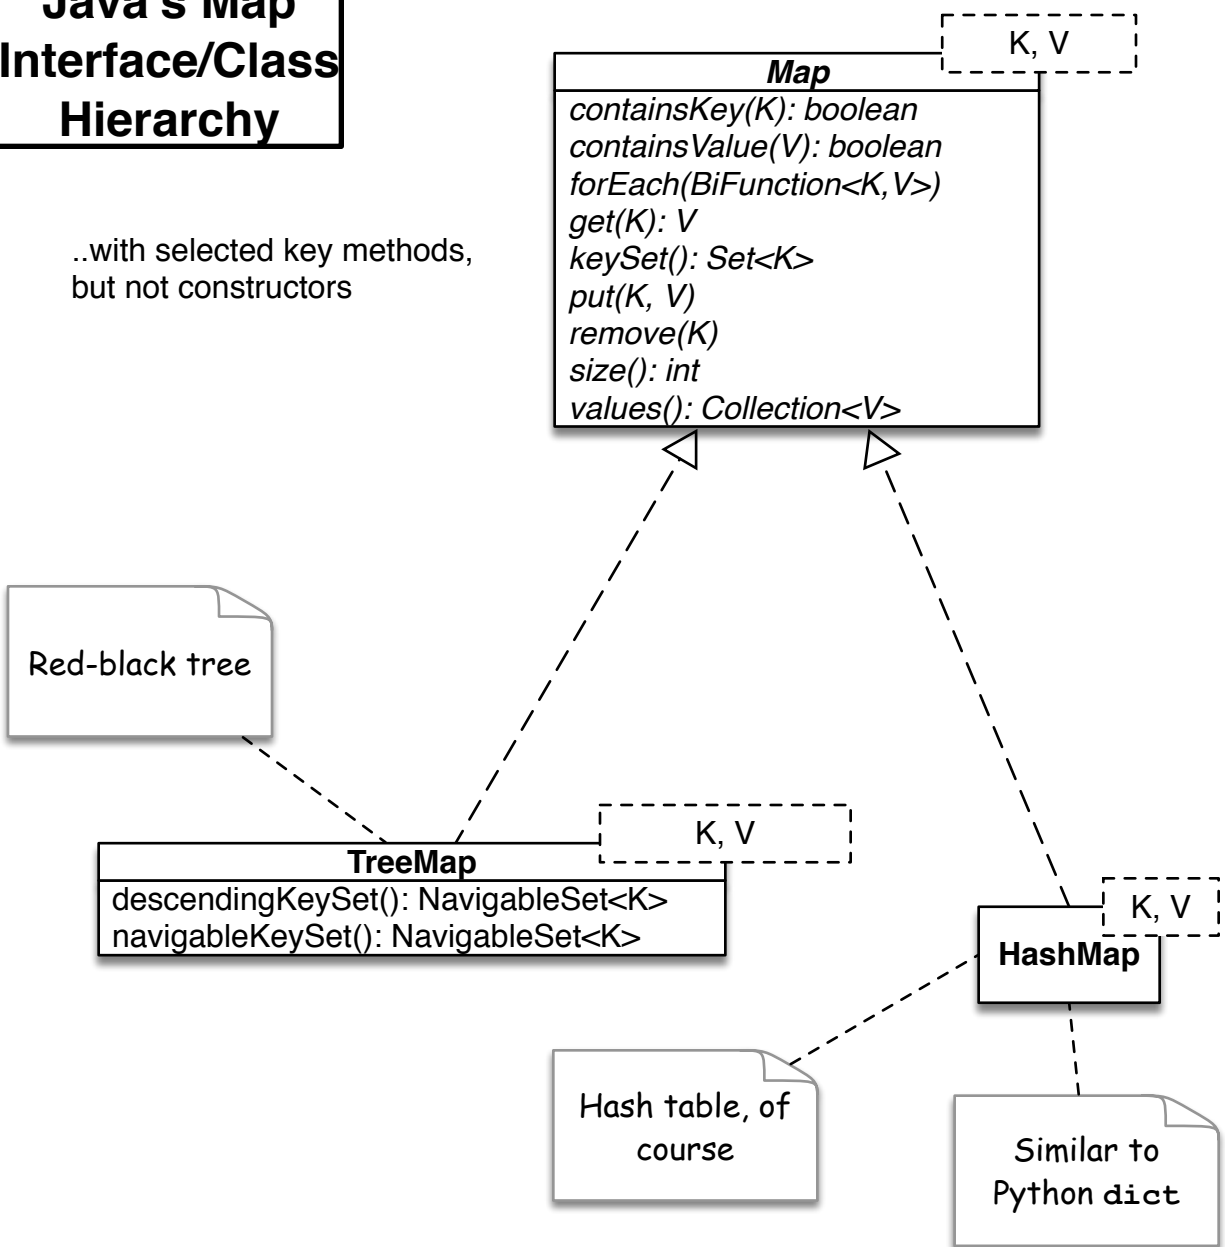 Java's Map
Interface/Class
Hierarchy
..with selected key methods,
but not constructors
K, V
Map
containsKey(K): boolean
containsValue(V): boolean
forEach(BiFunction<K,V>)
get(K): V
keySet(): Set<K>
put(K, V)
remove(K)
size(): int
values(): Collection<V>
Red-black tree
K, V
TreeMap
descendingKeySet(): NavigableSet<K>
navigableKeySet(): NavigableSet<K>
K, V
HashMap
Hash table, of
course
Similar to
Python dict